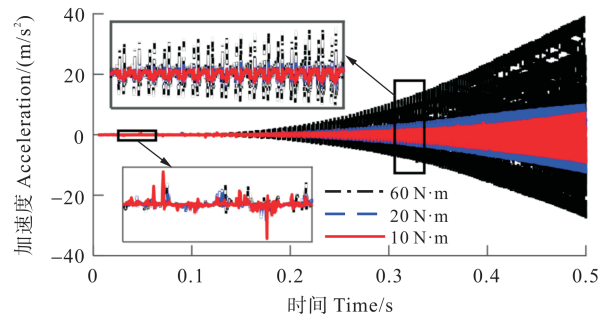 加速度 Acceleration/(m/s²)
40
20
0
−20
−40
60 N·m
20 N·m
10 N·m
0
0.1
0.2
0.3
0.4
0.5
时间 Time/s